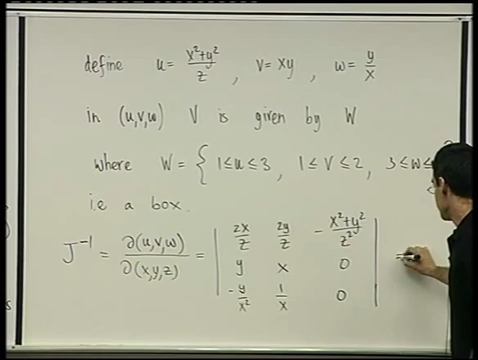 define u = (x²+y²)/z , v = xy , w = y/x
in (u,v,w) V is given by W
where W = { 1 ≤ u ≤ 3 , 1 ≤ v ≤ 2 , 3 ≤ w ≤
i.e a box.
J⁻¹ = ∂(u,v,w)/∂(x,y,z) = | 2x/z 2y/z - (x²+y²)/z² |
| y x 0 |
| - y/x² 1/x 0 | =